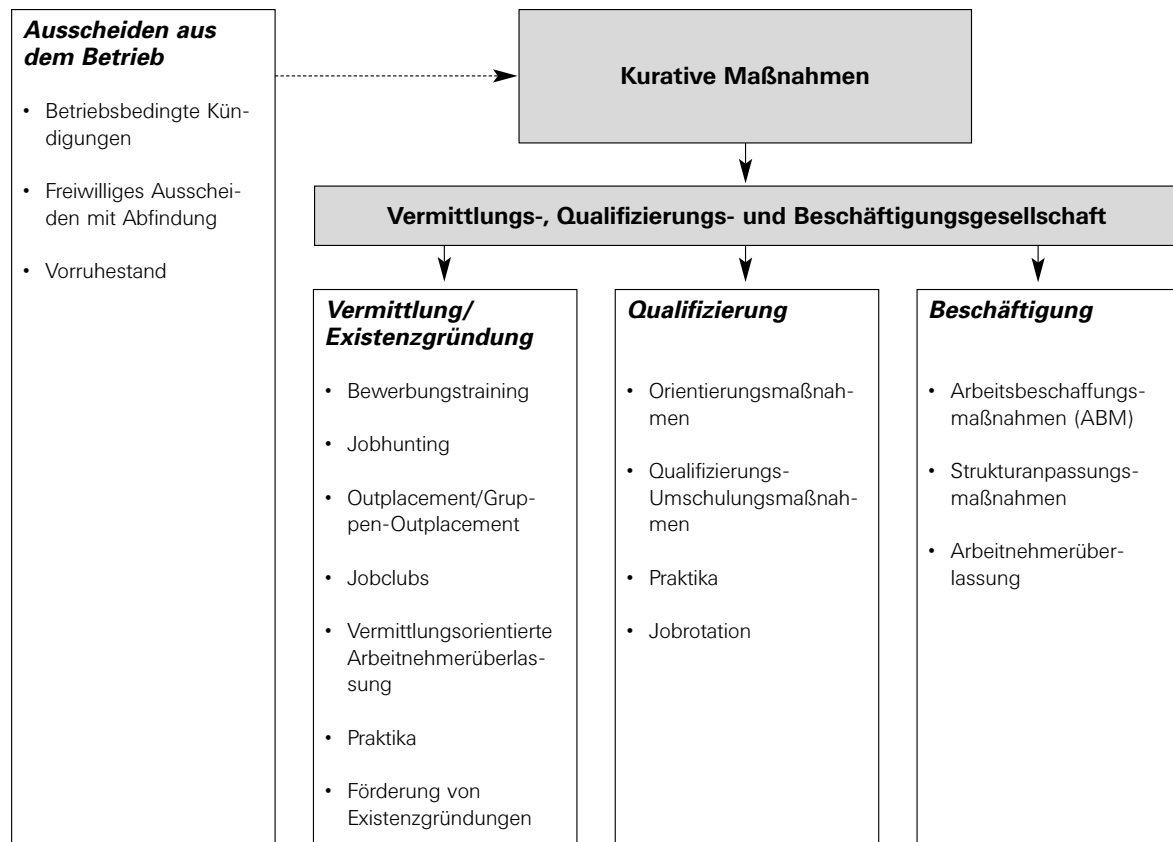 Ausscheiden aus
dem Betrieb
• Betriebsbedingte Kün-
digungen
• Freiwilliges Ausschei-
den mit Abfindung
• Vorruhestand
Kurative Maßnahmen
Vermittlungs-, Qualifizierungs- und Beschäftigungsgesellschaft
Vermittlung/
Existenzgründung
• Bewerbungstraining
• Jobhunting
• Outplacement/Grup-
pen-Outplacement
• Jobclubs
• Vermittlungsorientierte
Arbeitnehmerüberlas-
sung
• Praktika
• Förderung von
Existenzgründungen
Qualifizierung
• Orientierungsmaßnah-
men
• Qualifizierungs-
Umschulungsmaßnah-
men
• Praktika
• Jobrotation
Beschäftigung
• Arbeitsbeschaffungs-
maßnahmen (ABM)
• Strukturanpassungs-
maßnahmen
• Arbeitnehmerüber-
lassung